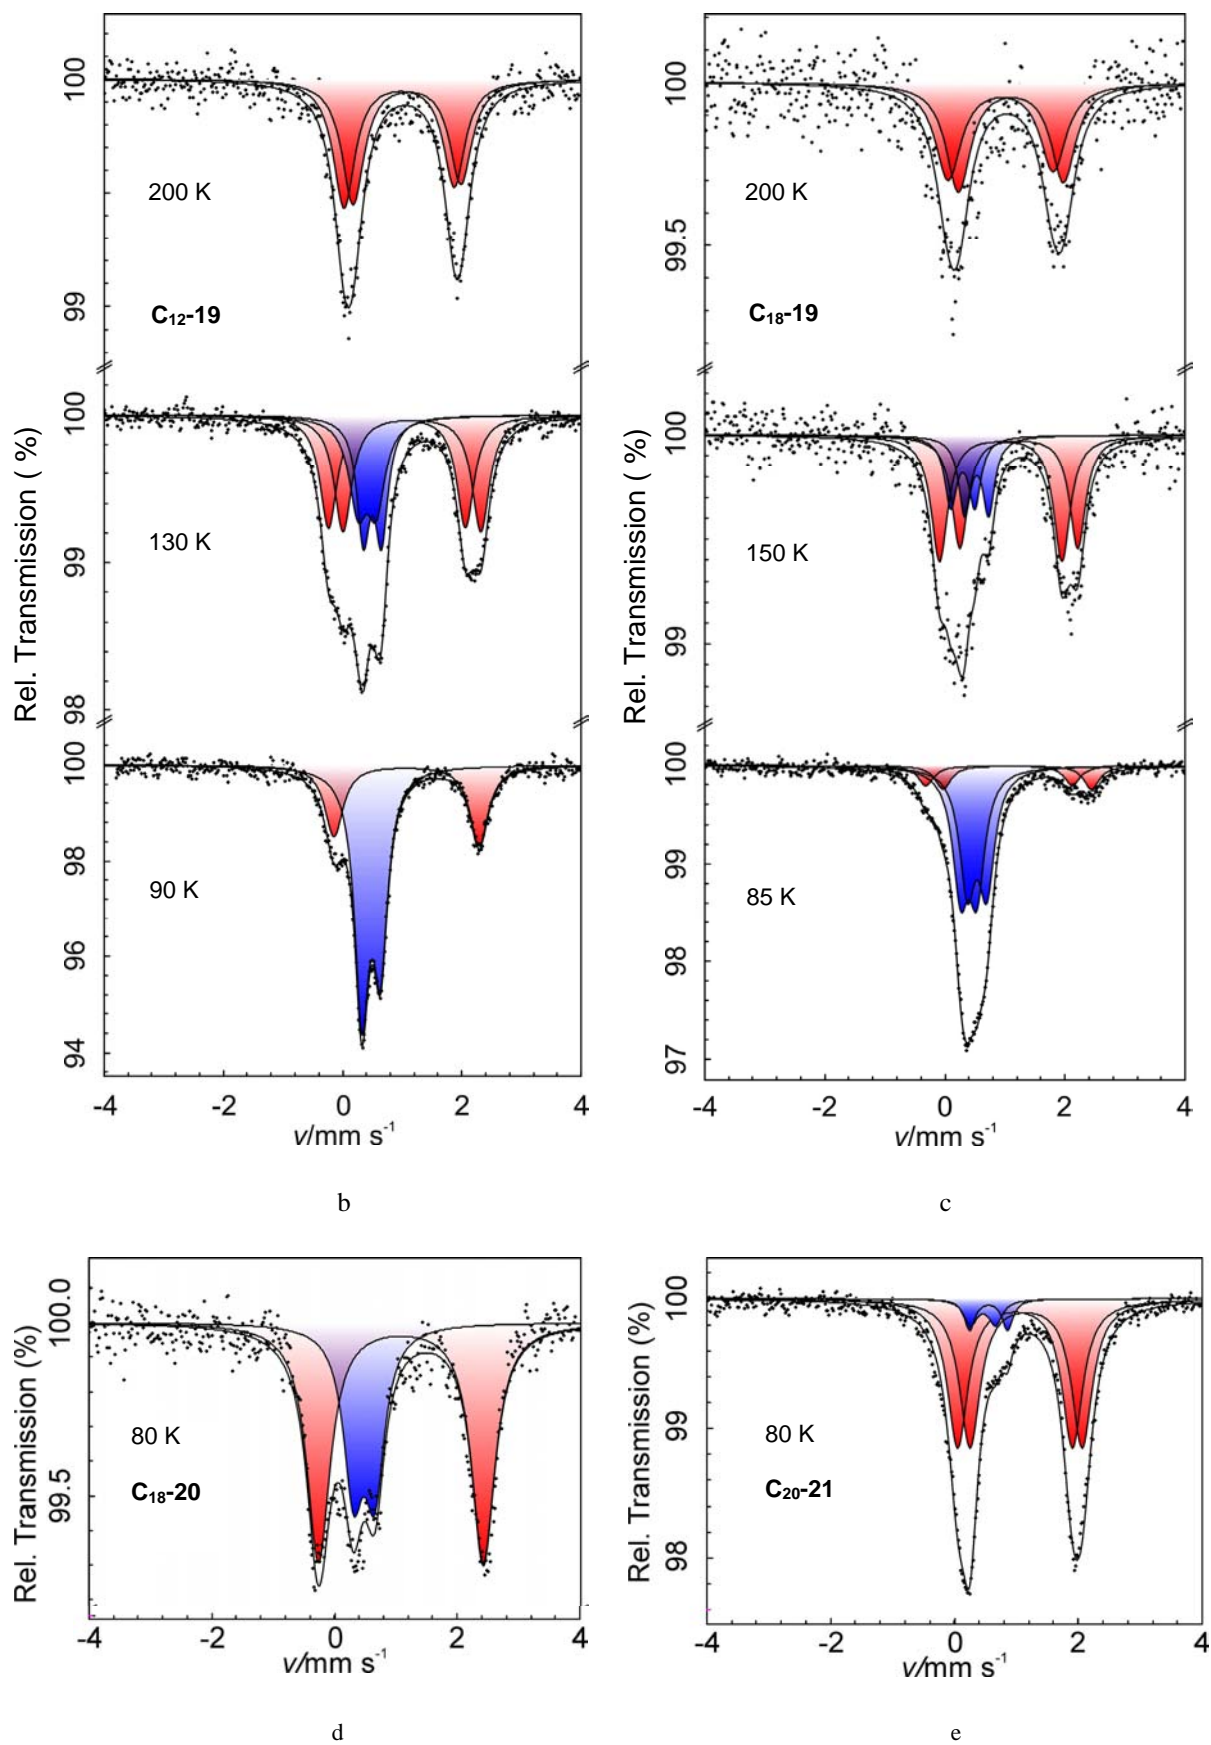 100
99
200 K
C₁₂-19
100
99
98
130 K
100
98
96
94
90 K
Rel. Transmission ( %)
-4 -2 0 2 4
v/mm s⁻¹
b
100
99.5
200 K
C₁₈-19
100
99
150 K
100
99
98
97
85 K
Rel. Transmission ( %)
-4 -2 0 2 4
v/mm s⁻¹
c
100.0
99.5
80 K
C₁₈-20
Rel. Transmission (%)
-4 -2 0 2 4
v/mm s⁻¹
d
100
99
98
80 K
C₂₀-21
Rel. Transmission (%)
-4 -2 0 2 4
v/mm s⁻¹
e